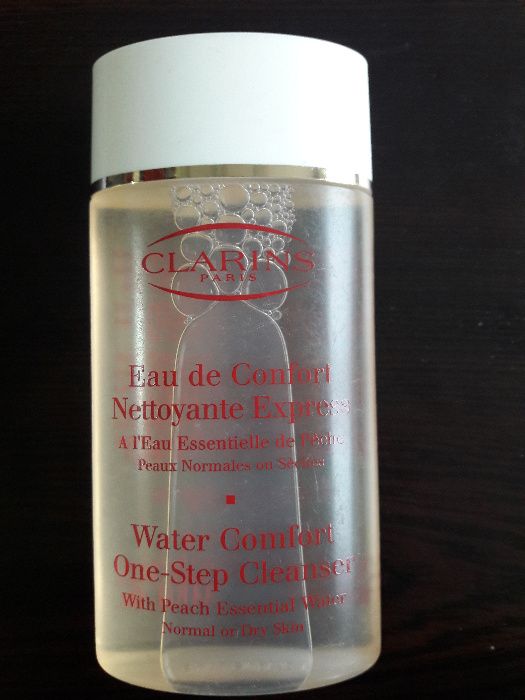 CLARINS
PARIS
Eau de Confort
Nettoyante Express
A l'Eau Essentielle de Pêche
Peaux Normales ou Sèches
Water Comfort
One-Step Cleanser
With Peach Essential Water
Normal or Dry Skin